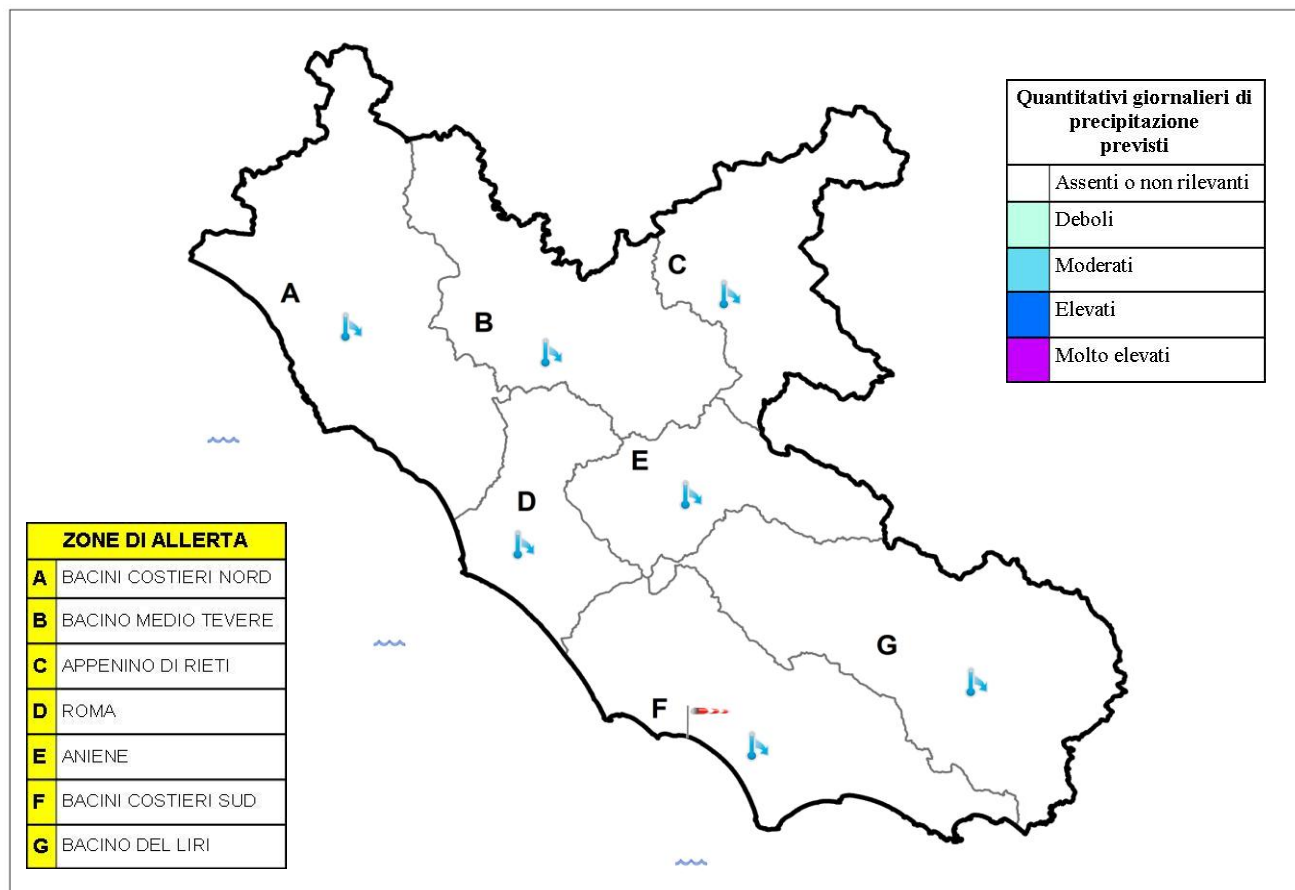 Quantitativi giornalieri di
precipitazione
previsti
Assenti o non rilevanti
Deboli
Moderati
Elevati
Molto elevati
C
A
B
E
D
G
F
ZONE DI ALLERTA
A BACINI COSTIERI NORD
B BACINO MEDIO TEVERE
C APPENINO DI RIETI
D ROMA
E ANIENE
F BACINI COSTIERI SUD
G BACINO DEL LIRI